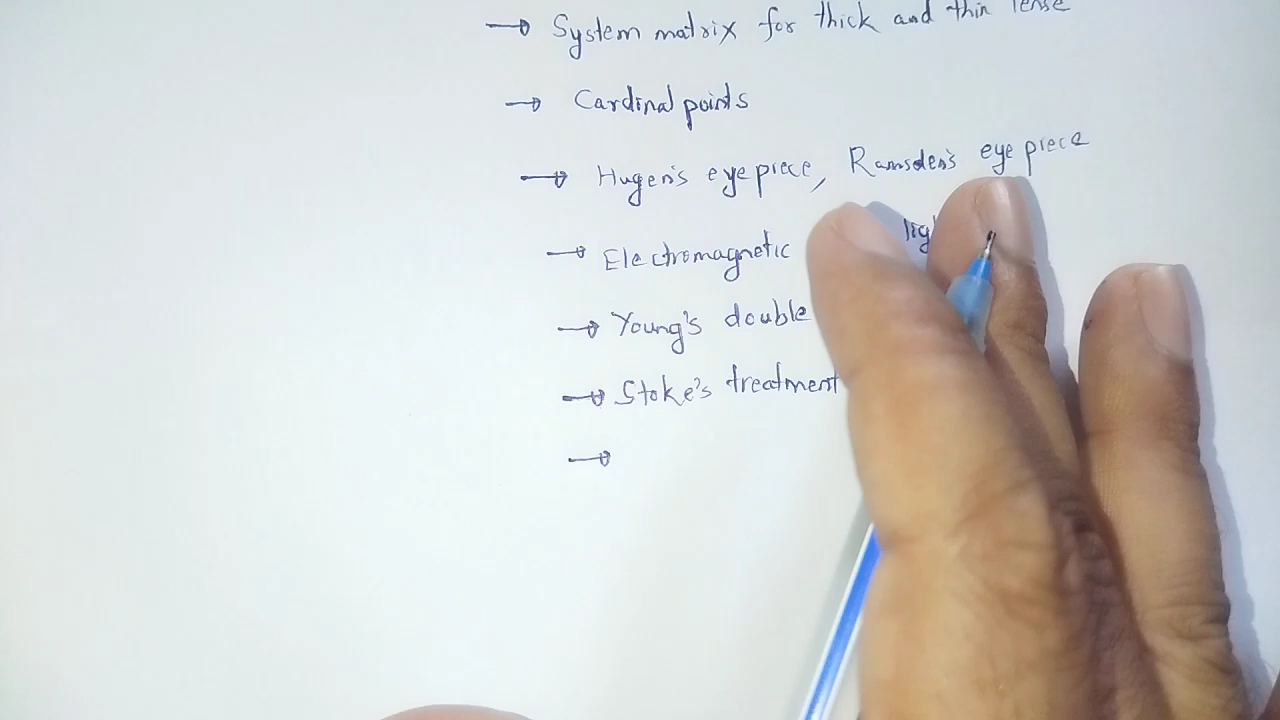 → System matrix for thick and thin lense
→ Cardinal points
→ Hugen's eye piece, Ramsden's eye piece
→ Electromagnetic
→ Young's double
→ Stoke's treatment
→